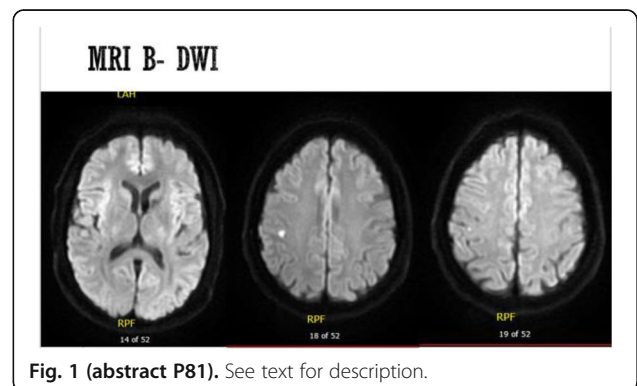 MRI B- DWI
LAH
RPF
14 of 52
RPF
18 of 52
RPF
19 of 52
Fig. 1 (abstract P81). See text for description.